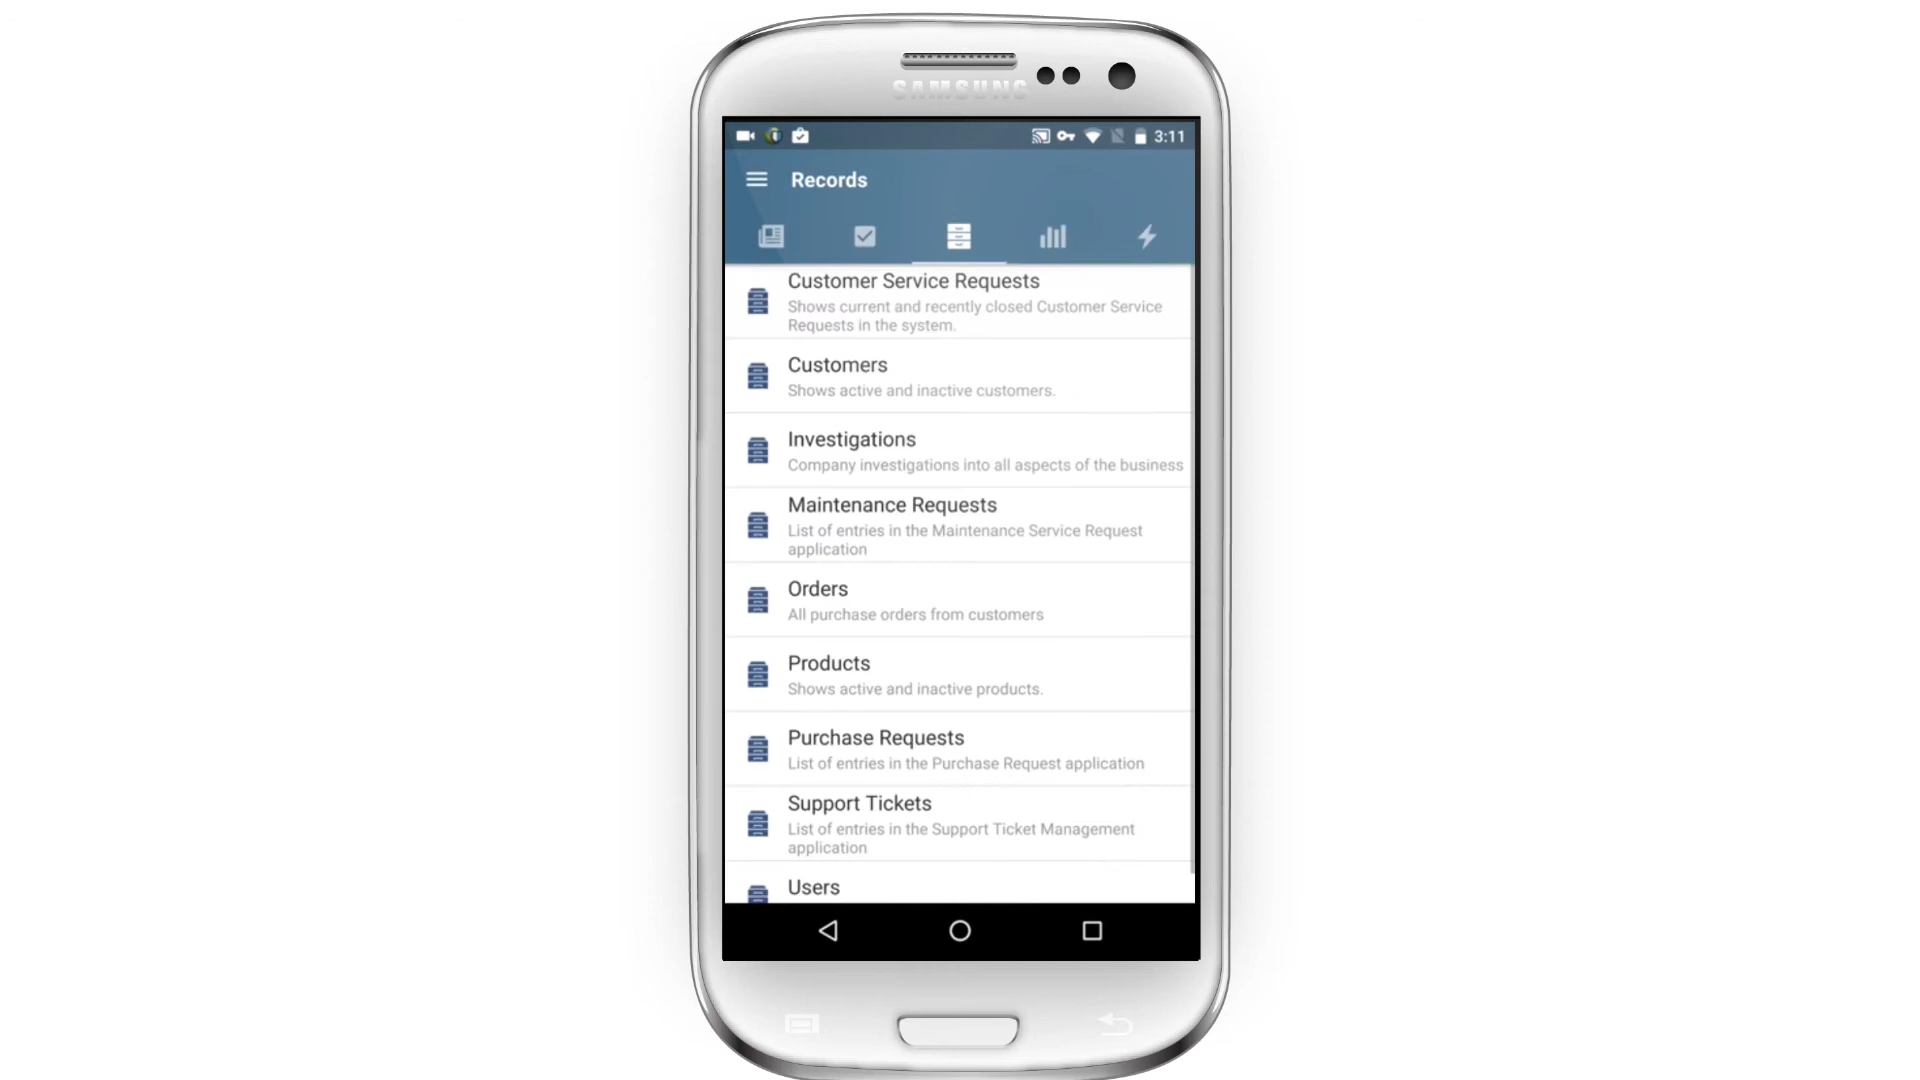 SAMSUNG
3:11
Records
Customer Service Requests
Shows current and recently closed Customer Service
Requests in the system.
Customers
Shows active and inactive customers.
Investigations
Company investigations into all aspects of the business
Maintenance Requests
List of entries in the Maintenance Service Request
application
Orders
All purchase orders from customers
Products
Shows active and inactive products.
Purchase Requests
List of entries in the Purchase Request application
Support Tickets
List of entries in the Support Ticket Management
application
Users